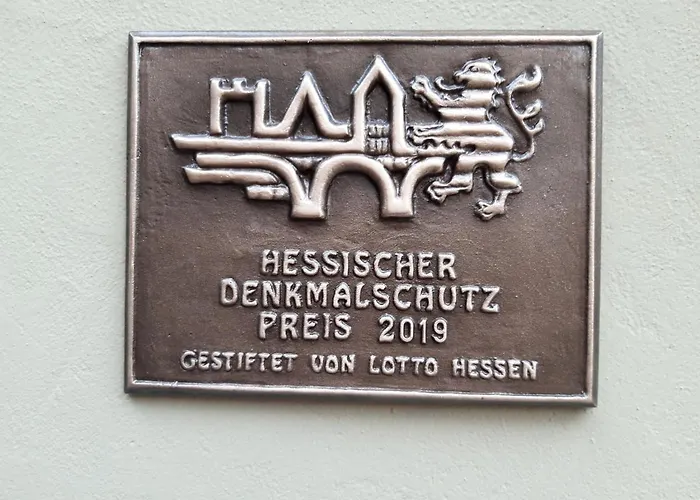 HESSISCHER
DENKMALSCHUTZ
PREIS 2019
GESTIFTET VON LOTTO HESSEN